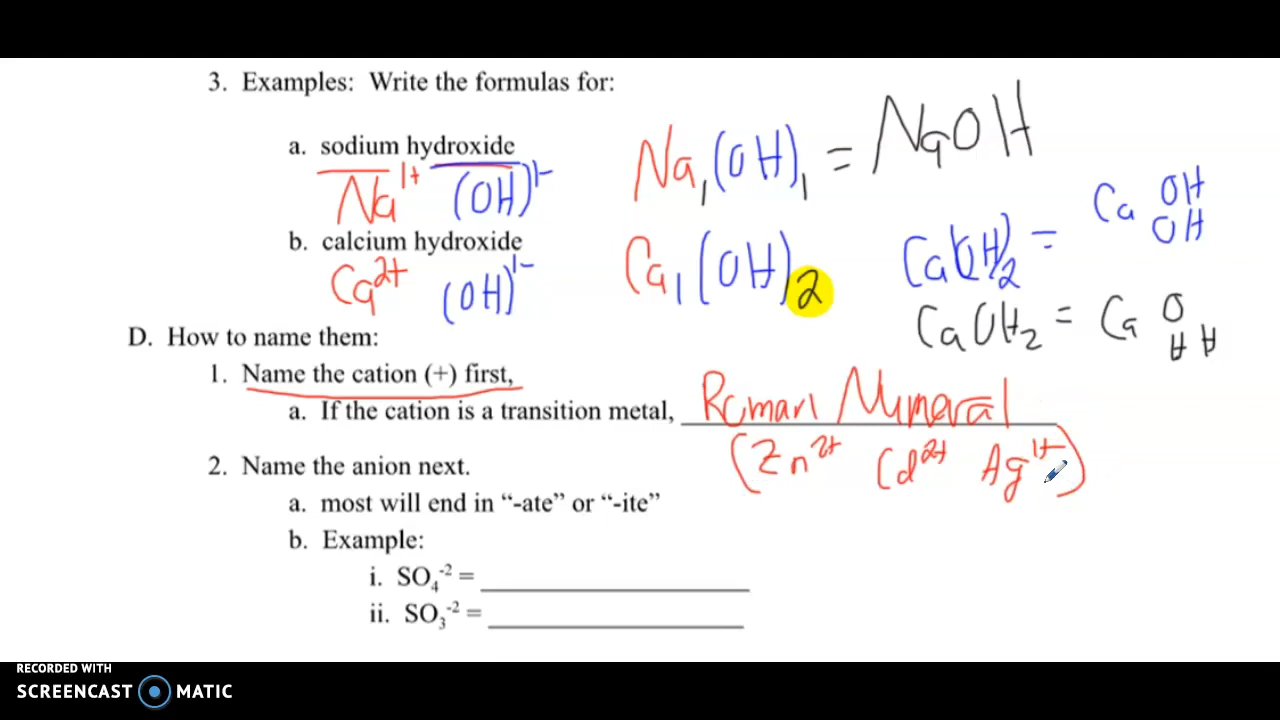 3. Examples: Write the formulas for:
a. sodium hydroxide
Na¹⁺ (OH)¹⁻
Na₁(OH)₁ = NaOH
b. calcium hydroxide
Ca²⁺ (OH)¹⁻
Ca₁(OH)₂
Ca(OH)₂ = Ca OH
OH
CaOH₂ = Ca O
H H
D. How to name them:
1. Name the cation (+) first,
a. If the cation is a transition metal, Roman Numeral
(Zn²⁺ Cd²⁺ Ag¹⁺)
2. Name the anion next.
a. most will end in “-ate” or “-ite”
b. Example:
i. SO₄⁻² =
ii. SO₃⁻² =
RECORDED WITH
SCREENCAST MATIC